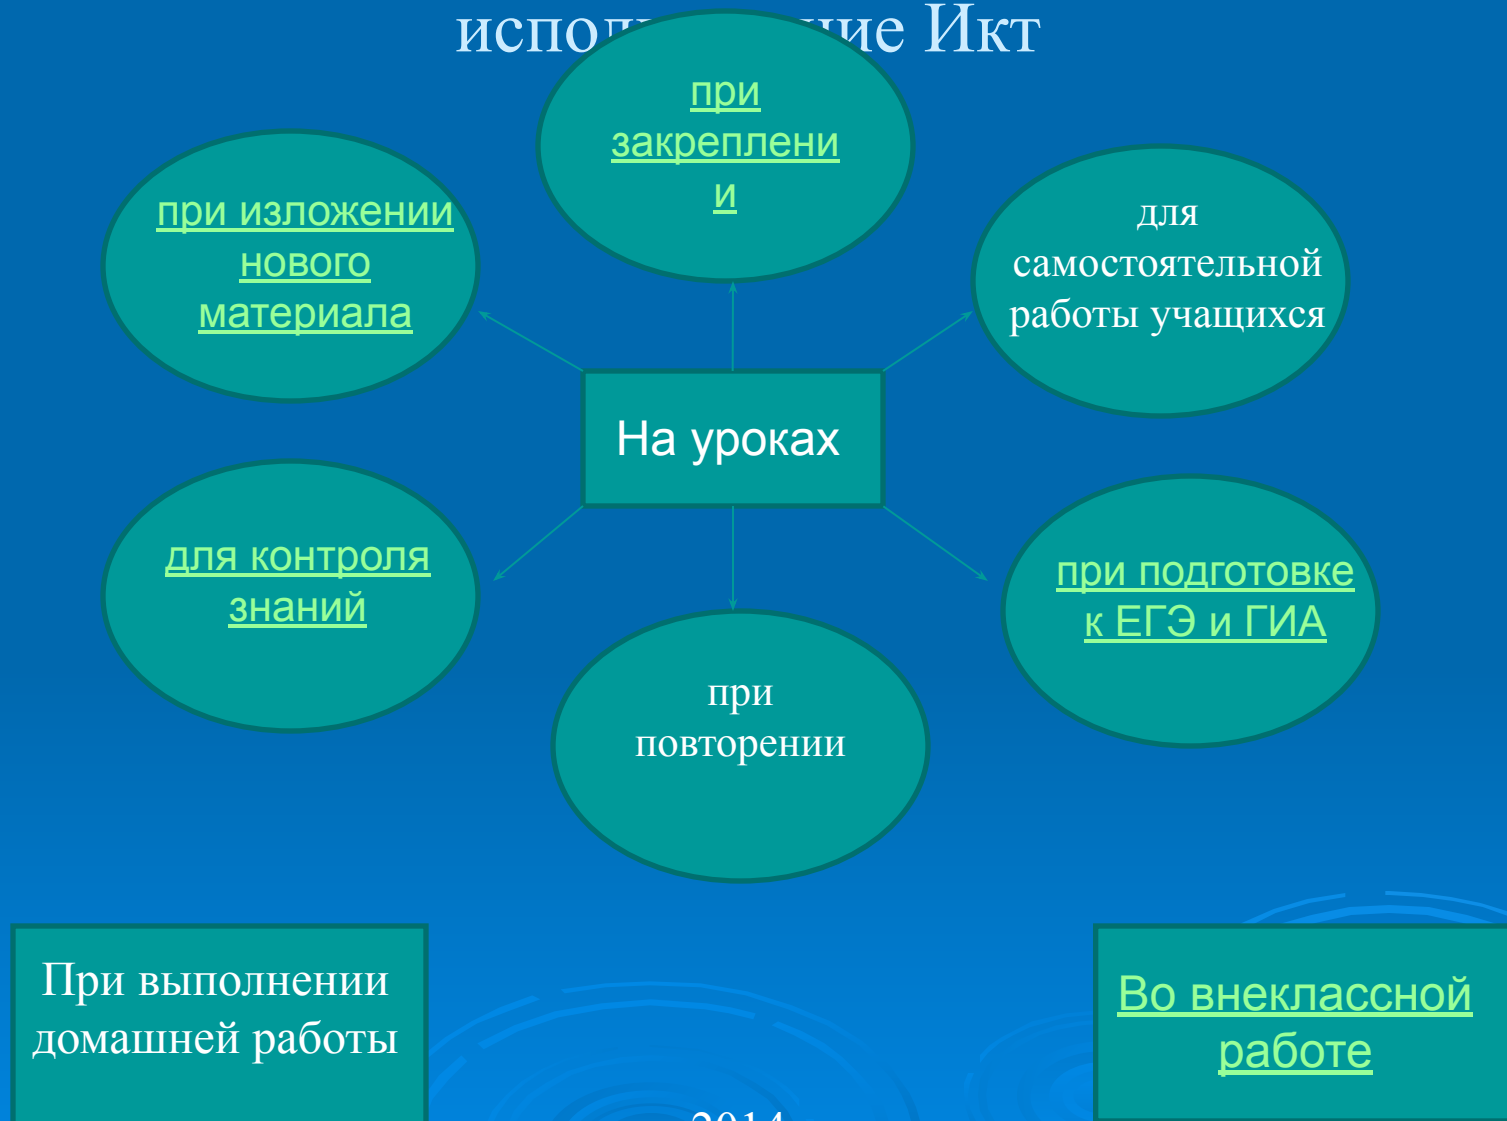 Икт
при
закреплени
и
при изложении
нового
материала
для
самостоятельной
работы учащихся
На уроках
для контроля
знаний
при подготовке
к ЕГЭ и ГИА
при
повторении
При выполнении
домашней работы
Во внеклассной
работе
2014